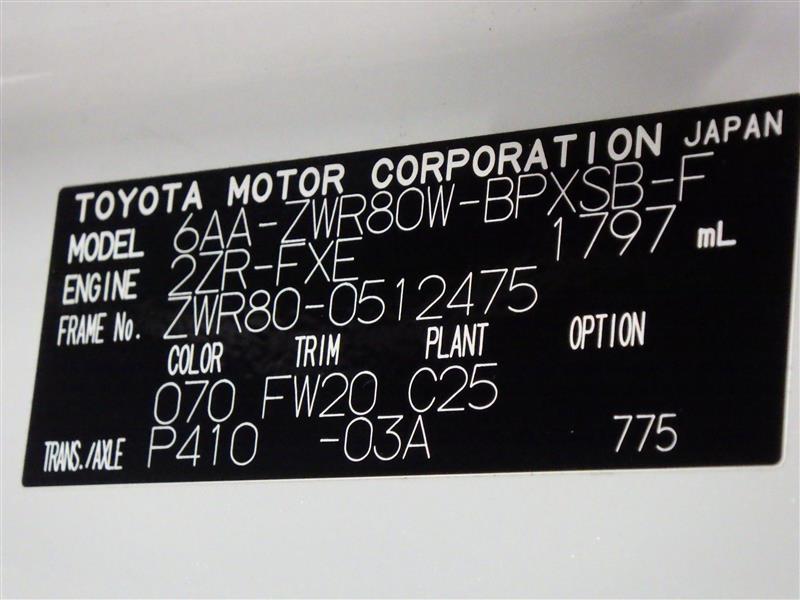 TOYOTA MOTOR CORPORATION JAPAN
MODEL 6AA-ZWR80W-BPXSB-F
ENGINE 2ZR-FXE 1797 mL
FRAME No. ZWR80-0512475
COLOR TRIM PLANT OPTION
070 FW20 C25
TRANS./AXLE P410 -03A 775